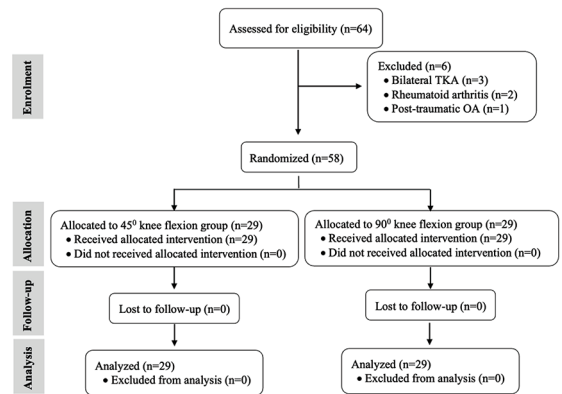 Assessed for eligibility (n=64)
Enrolment
Excluded (n=6)
• Bilateral TKA (n=3)
• Rheumatoid arthritis (n=2)
• Post-traumatic OA (n=1)
Randomized (n=58)
Allocation
Allocated to 45⁰ knee flexion group (n=29)
• Received allocated intervention (n=29)
• Did not received allocated intervention (n=0)
Allocated to 90⁰ knee flexion group (n=29)
• Received allocated intervention (n=29)
• Did not received allocated intervention (n=0)
Follow-up
Lost to follow-up (n=0)
Lost to follow-up (n=0)
Analysis
Analyzed (n=29)
• Excluded from analysis (n=0)
Analyzed (n=29)
• Excluded from analysis (n=0)